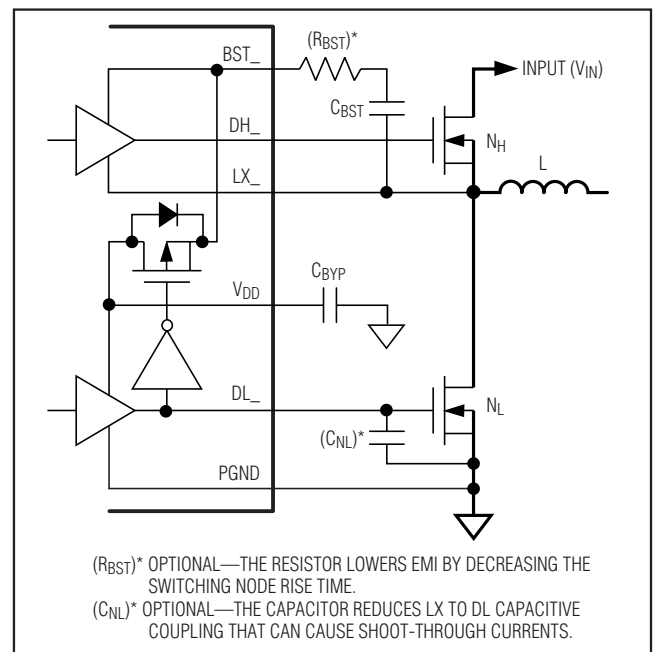 (RBST)*
BST_
INPUT (VIN)
CBST
DH_
NH
L
LX_
CBYP
VDD
DL_
NL
(CNL)*
PGND
(RBST)* OPTIONAL—THE RESISTOR LOWERS EMI BY DECREASING THE
SWITCHING NODE RISE TIME.
(CNL)* OPTIONAL—THE CAPACITOR REDUCES LX TO DL CAPACITIVE
COUPLING THAT CAN CAUSE SHOOT-THROUGH CURRENTS.